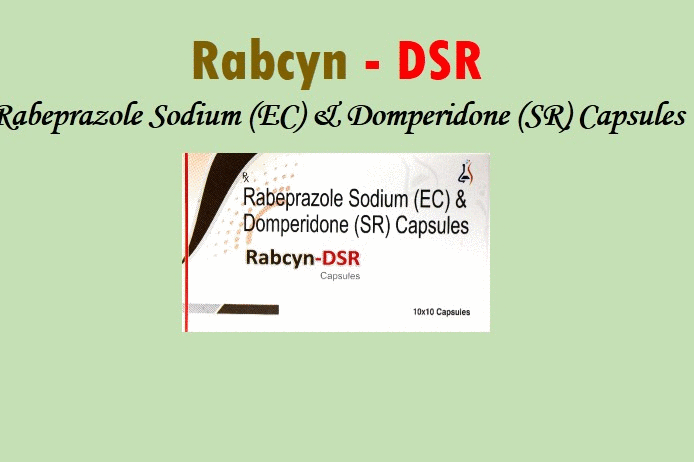 Rabcyn - DSR
Rabeprazole Sodium (EC) & Domperidone (SR) Capsules
Rx
Rabeprazole Sodium (EC) &
Domperidone (SR) Capsules
Rabcyn-DSR
Capsules
10x10 Capsules